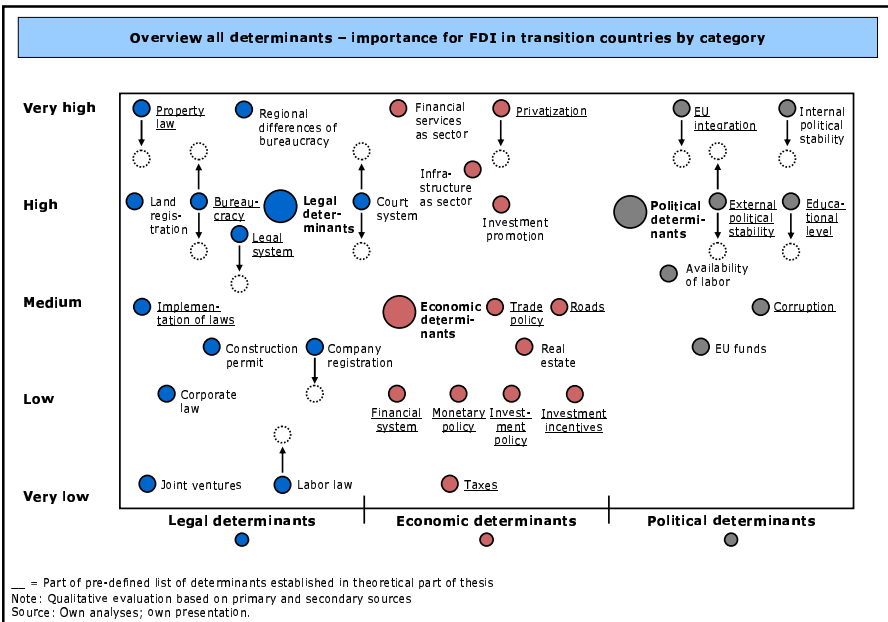 Overview all determinants – importance for FDI in transition countries by category
Very high
Property
law
Regional
differences of
bureaucracy
Financial
services
as sector
Privatization
EU
integration
Internal
political
stability
Infra-
structure
as sector
High
Land
regis-
tration
Bureau-
cracy
Legal
deter-
minants
Court
system
Investment
promotion
Political
determi-
nants
External
political
stability
Educa-
tional
level
Legal
system
Availability
of labor
Medium
Implemen-
tation of laws
Economic
determi-
nants
Trade
policy
Roads
Corruption
Construction
permit
Company
registration
Real
estate
EU funds
Low
Corporate
law
Financial
system
Monetary
policy
Invest-
ment
policy
Investment
incentives
Very low
Joint ventures
Labor law
Taxes
Legal determinants
Economic determinants
Political determinants
__ = Part of pre-defined list of determinants established in theoretical part of thesis
Note: Qualitative evaluation based on primary and secondary sources
Source: Own analyses; own presentation.